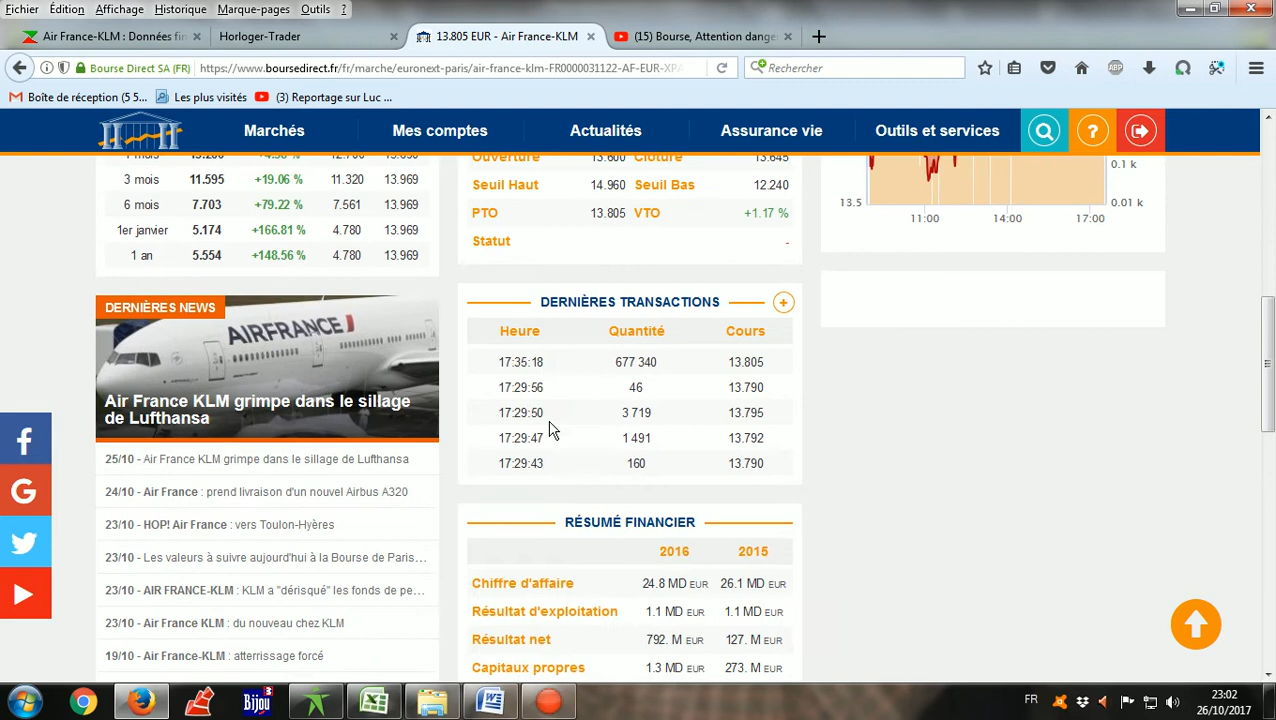 Fichier Édition Affichage Historique Marque-pages Outils ?
Air France-KLM : Données fin × Horloger-Trader × 13.805 EUR - Air France-KLM × (15) Bourse, Attention dange × +
Bourse Direct SA (FR) https://www.boursedirect.fr/fr/marche/euronext-paris/air-france-klm-FR0000031122-AF-EUR-XPA Rechercher
Boîte de réception (5 5... Les plus visités (3) Reportage sur Luc ...
Marchés Mes comptes Actualités Assurance vie Outils et services ?
3 mois 11.595 +19.06 % 11.320 13.969
6 mois 7.703 +79.22 % 7.561 13.969
1er janvier 5.174 +166.81 % 4.780 13.969
1 an 5.554 +148.56 % 4.780 13.969
Ouverture 13.600 Clôture 13.645
Seuil Haut 14.960 Seuil Bas 12.240
PTO 13.805 VTO +1.17 %
Statut -
0.1 k
13.5 0.01 k
11:00 14:00 17:00
DERNIÈRES NEWS
AIRFRANCE
Air France KLM grimpe dans le sillage
de Lufthansa
25/10 - Air France KLM grimpe dans le sillage de Lufthansa
24/10 - Air France : prend livraison d'un nouvel Airbus A320
23/10 - HOP! Air France : vers Toulon-Hyères
23/10 - Les valeurs à suivre aujourd'hui à la Bourse de Paris...
23/10 - AIR FRANCE-KLM : KLM a "dérisqué" les fonds de pe...
23/10 - Air France KLM : du nouveau chez KLM
19/10 - Air France-KLM : atterrissage forcé
DERNIÈRES TRANSACTIONS +
Heure Quantité Cours
17:35:18 677 340 13.805
17:29:56 46 13.790
17:29:50 3 719 13.795
17:29:47 1 491 13.792
17:29:43 160 13.790
RÉSUMÉ FINANCIER
2016 2015
Chiffre d'affaire 24.8 MD EUR 26.1 MD EUR
Résultat d'exploitation 1.1 MD EUR 1.1 MD EUR
Résultat net 792. M EUR 127. M EUR
Capitaux propres 1.3 MD EUR 273. M EUR
Bijou 3
FR 23:02
26/10/2017